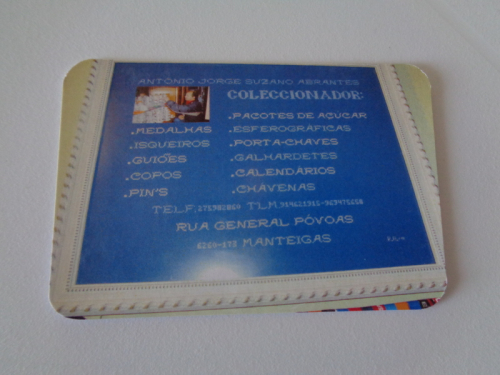 ANTÓNIO JORGE SUZANO ABRANTES
COLECCIONADOR:
.PACOTES DE AÇUCAR
.MEDALHAS .ESFEROGRÁFICAS
.ISQUEIROS .PORTA-CHAVES
.GUIÕES .GALHARDETES
.COPOS .CALENDÁRIOS
.PIN'S .CHÁVENAS
TELF. TLM.
RUA GENERAL PÓVOAS
MANTEIGAS